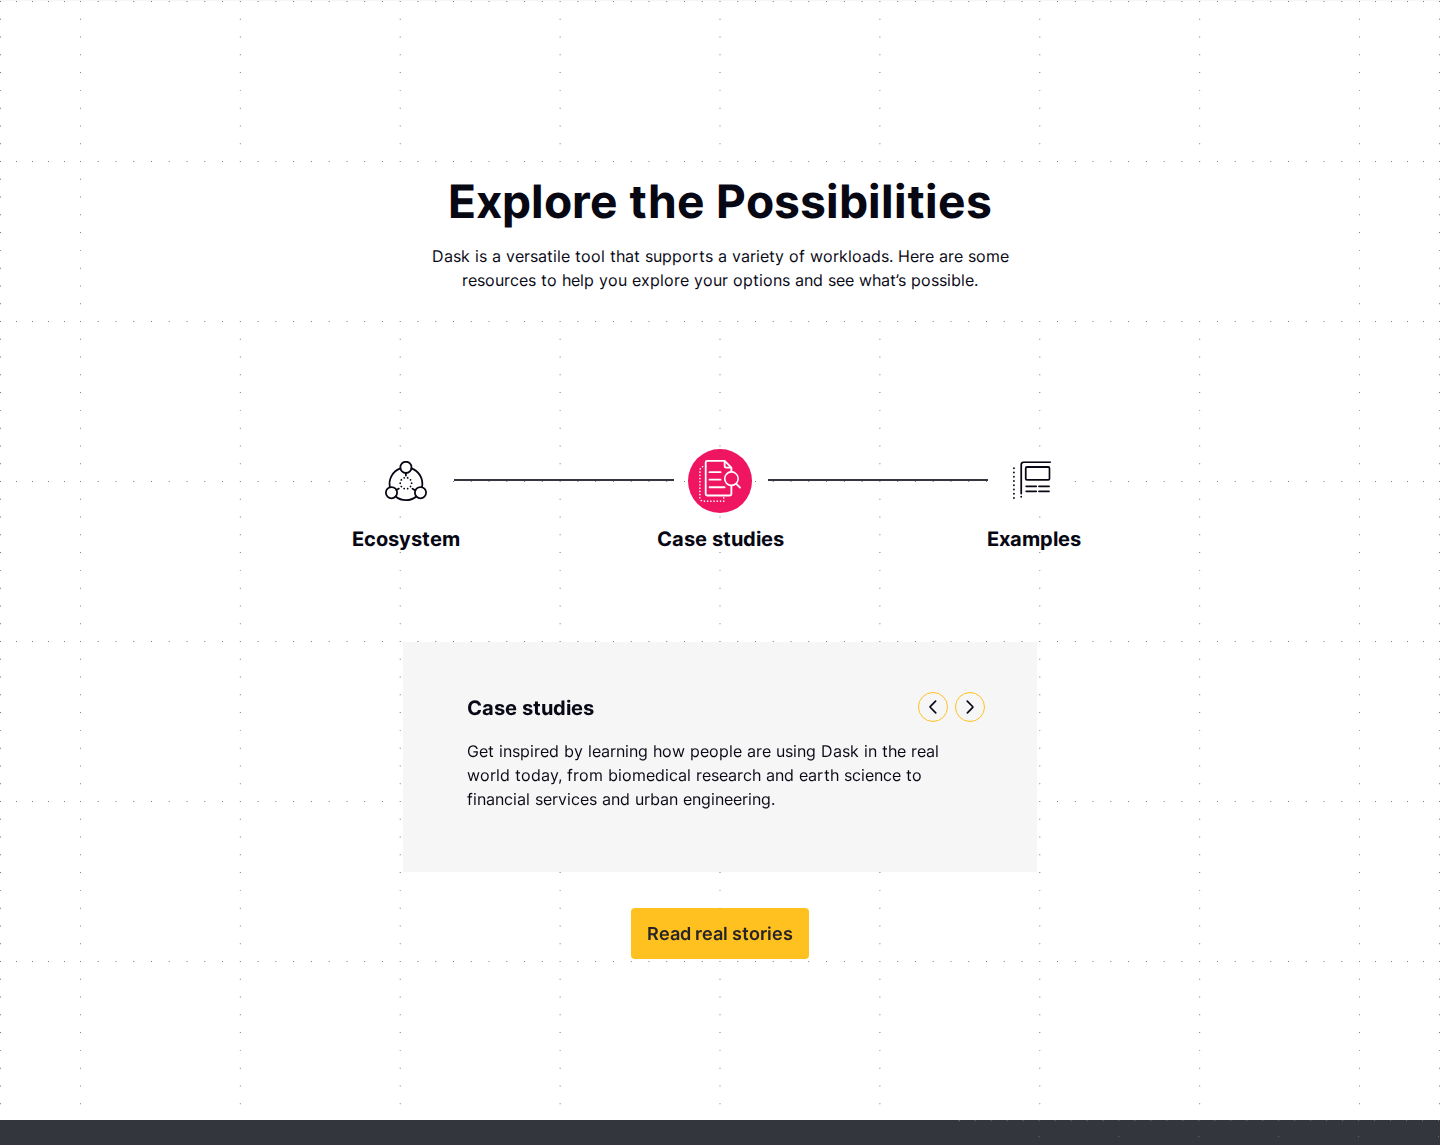 Explore the Possibilities
Dask is a versatile tool that supports a variety of workloads. Here are some
resources to help you explore your options and see what’s possible.
Ecosystem
Case studies
Examples
Case studies
Get inspired by learning how people are using Dask in the real
world today, from biomedical research and earth science to
financial services and urban engineering.
Read real stories